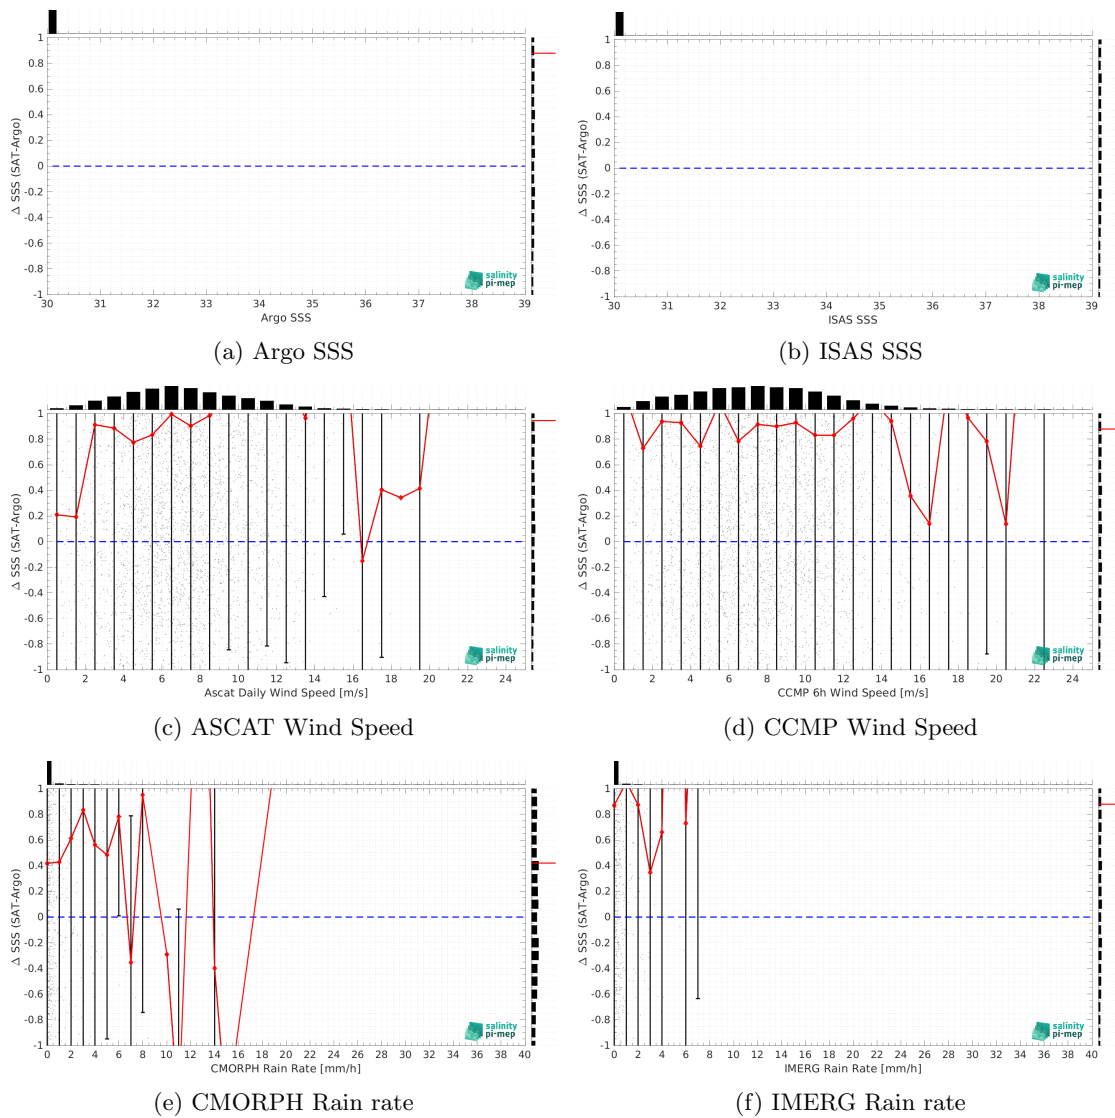 1
0.8
0.6
0.4
0.2
0
-0.2
-0.4
-0.6
-0.8
-1
Δ SSS (SAT-Argo)
salinity
pi-mep
30 31 32 33 34 35 36 37 38 39
Argo SSS
(a) Argo SSS
1
0.8
0.6
0.4
0.2
0
-0.2
-0.4
-0.6
-0.8
-1
Δ SSS (SAT-Argo)
salinity
pi-mep
30 31 32 33 34 35 36 37 38 39
ISAS SSS
(b) ISAS SSS
1
0.8
0.6
0.4
0.2
0
-0.2
-0.4
-0.6
-0.8
-1
Δ SSS (SAT-Argo)
salinity
pi-mep
0 2 4 6 8 10 12 14 16 18 20 22 24
Ascat Daily Wind Speed [m/s]
(c) ASCAT Wind Speed
1
0.8
0.6
0.4
0.2
0
-0.2
-0.4
-0.6
-0.8
-1
Δ SSS (SAT-Argo)
salinity
pi-mep
0 2 4 6 8 10 12 14 16 18 20 22 24
CCMP 6h Wind Speed [m/s]
(d) CCMP Wind Speed
1
0.8
0.6
0.4
0.2
0
-0.2
-0.4
-0.6
-0.8
-1
Δ SSS (SAT-Argo)
salinity
pi-mep
0 2 4 6 8 10 12 14 16 18 20 22 24 26 28 30 32 34 36 38 40
CMORPH Rain Rate [mm/h]
(e) CMORPH Rain rate
1
0.8
0.6
0.4
0.2
0
-0.2
-0.4
-0.6
-0.8
-1
Δ SSS (SAT-Argo)
salinity
pi-mep
0 2 4 6 8 10 12 14 16 18 20 22 24 26 28 30 32 34 36 38 40
IMERG Rain Rate [mm/h]
(f) IMERG Rain rate